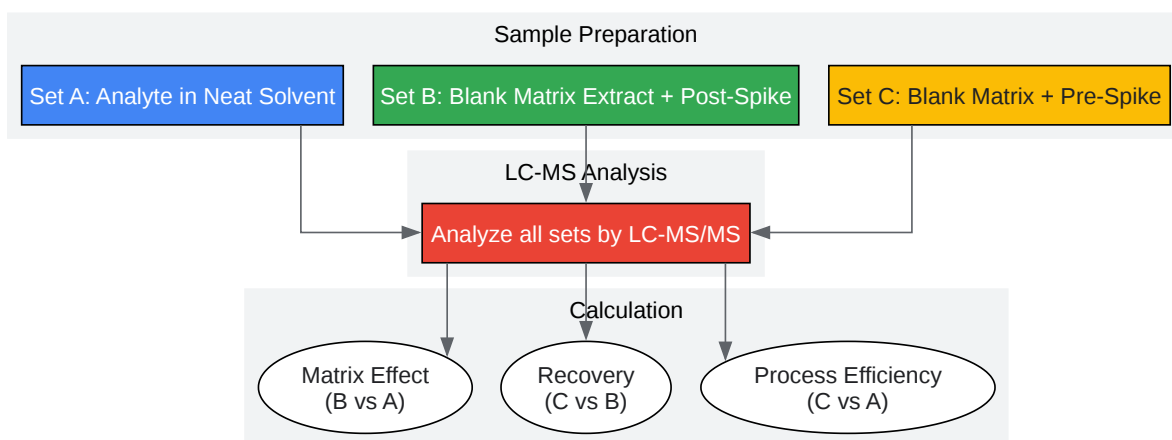 Sample Preparation
Set A: Analyte in Neat Solvent
Set B: Blank Matrix Extract + Post-Spike
Set C: Blank Matrix + Pre-Spike
LC-MS Analysis
Analyze all sets by LC-MS/MS
Calculation
Matrix Effect
(B vs A)
Recovery
(C vs B)
Process Efficiency
(C vs A)